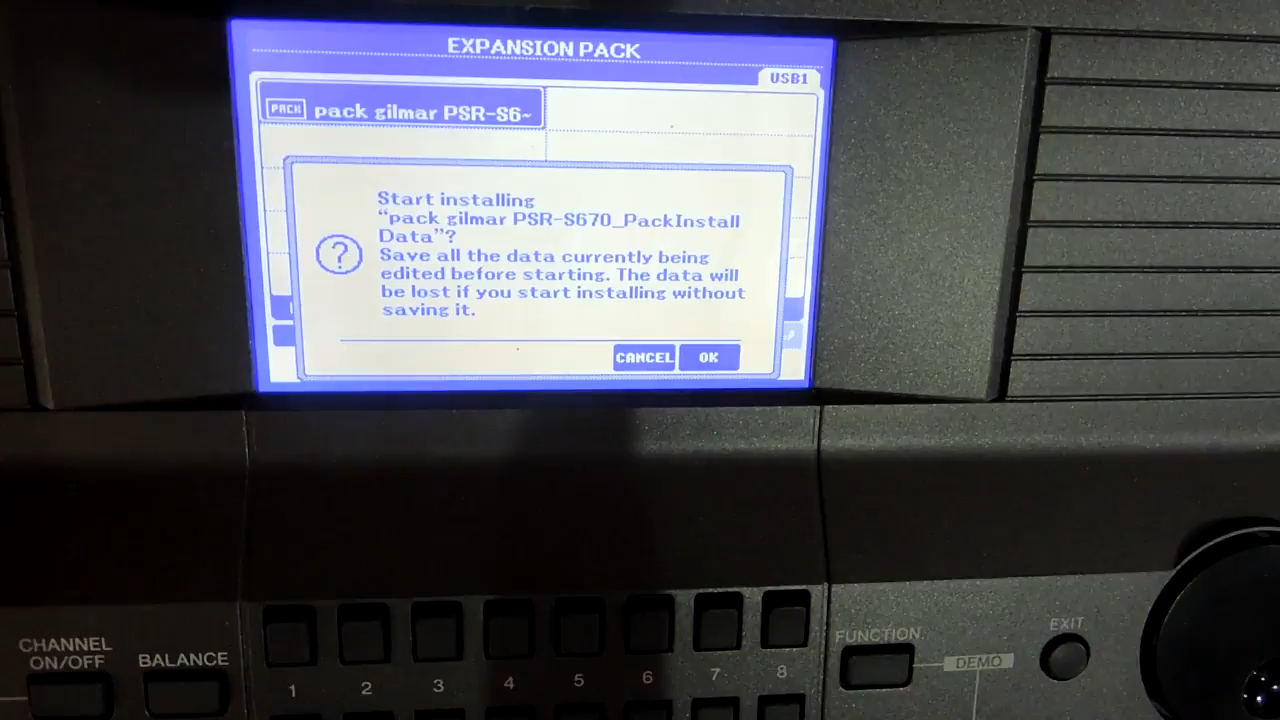 EXPANSION PACK
USB1
PACK pack gilmar PSR-S6~
Start installing
“pack gilmar PSR-S670_PackInstall
Data”?
Save all the data currently being
edited before starting. The data will
be lost if you start installing without
saving it.
CANCEL OK
CHANNEL
ON/OFF
BALANCE
1 2 3 4 5 6 7 8
FUNCTION
DEMO
EXIT